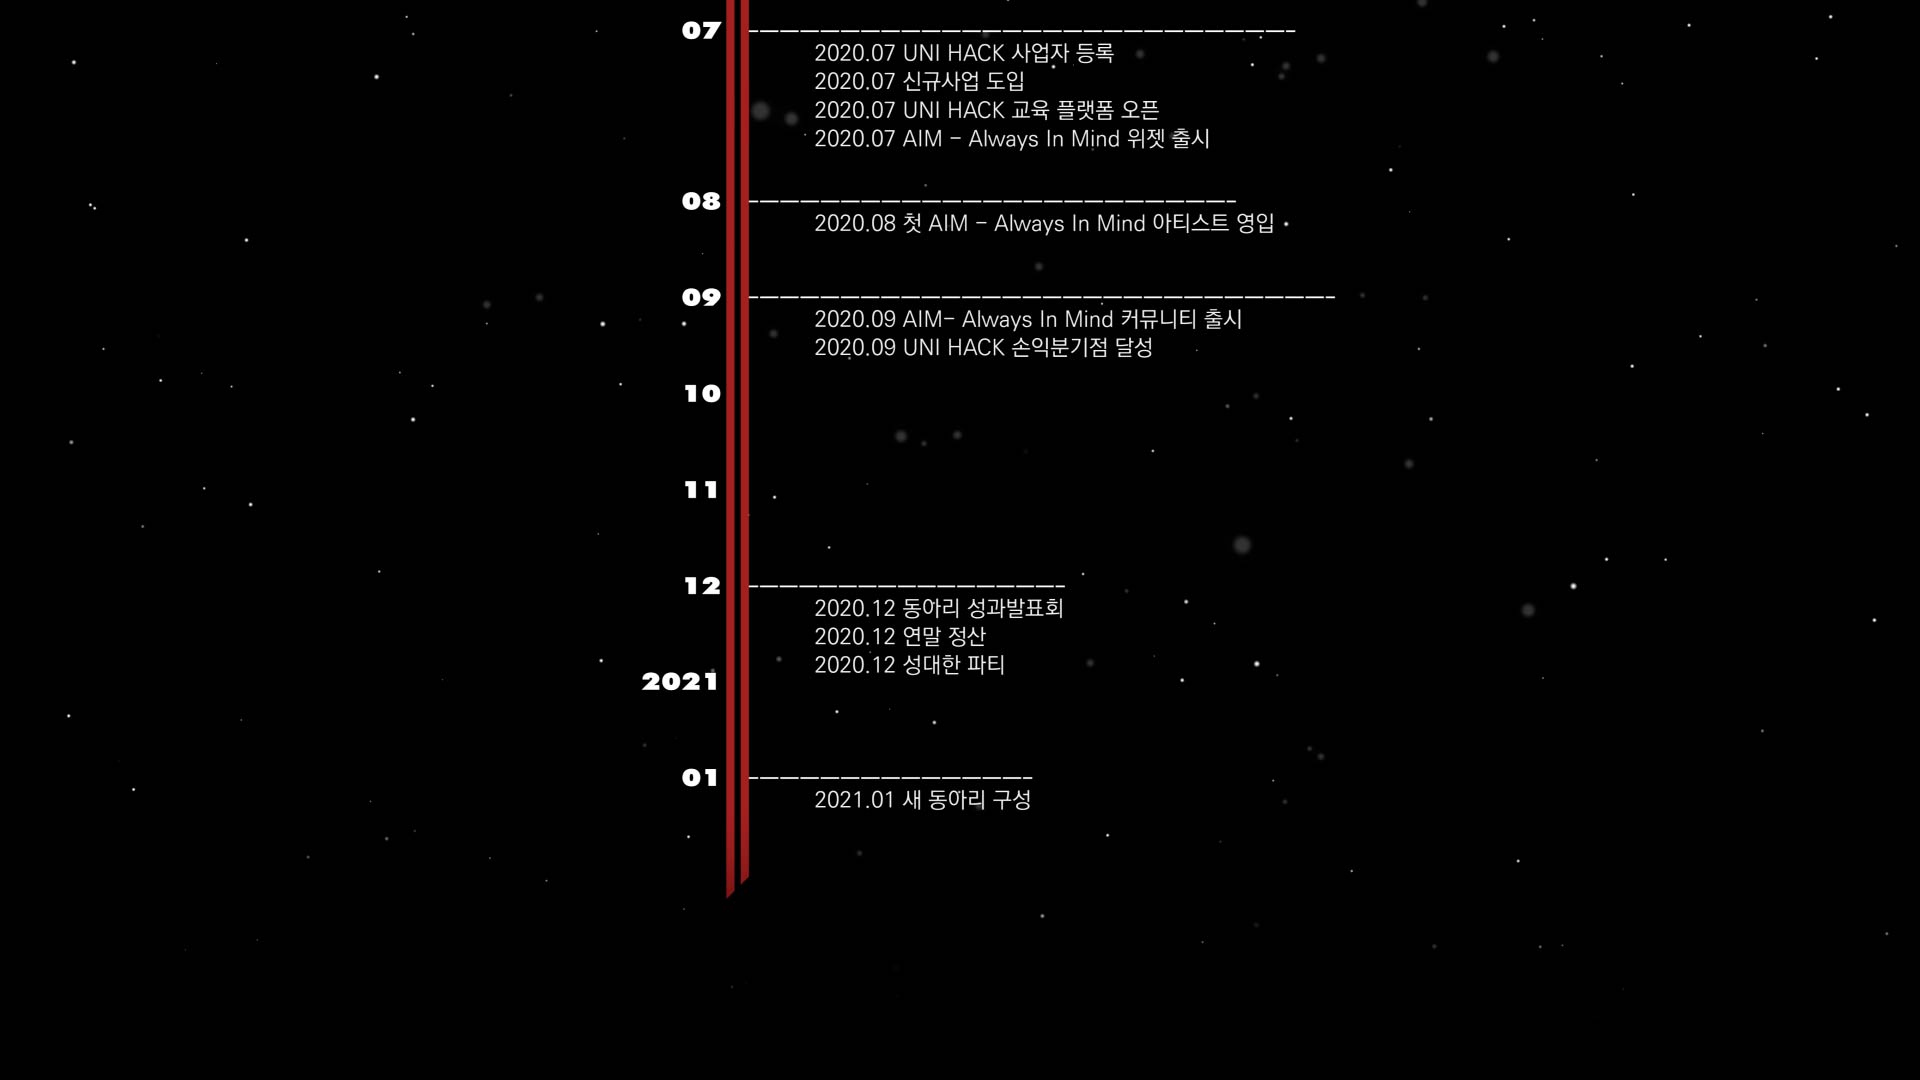 07
2020.07 UNI HACK 사업자 등록
2020.07 신규사업 도입
2020.07 UNI HACK 교육 플랫폼 오픈
2020.07 AIM - Always In Mind 위젯 출시
08
2020.08 첫 AIM - Always In Mind 아티스트 영입
09
2020.09 AIM- Always In Mind 커뮤니티 출시
2020.09 UNI HACK 손익분기점 달성
10
11
12
2020.12 동아리 성과발표회
2020.12 연말 정산
2020.12 성대한 파티
2021
01
2021.01 새 동아리 구성